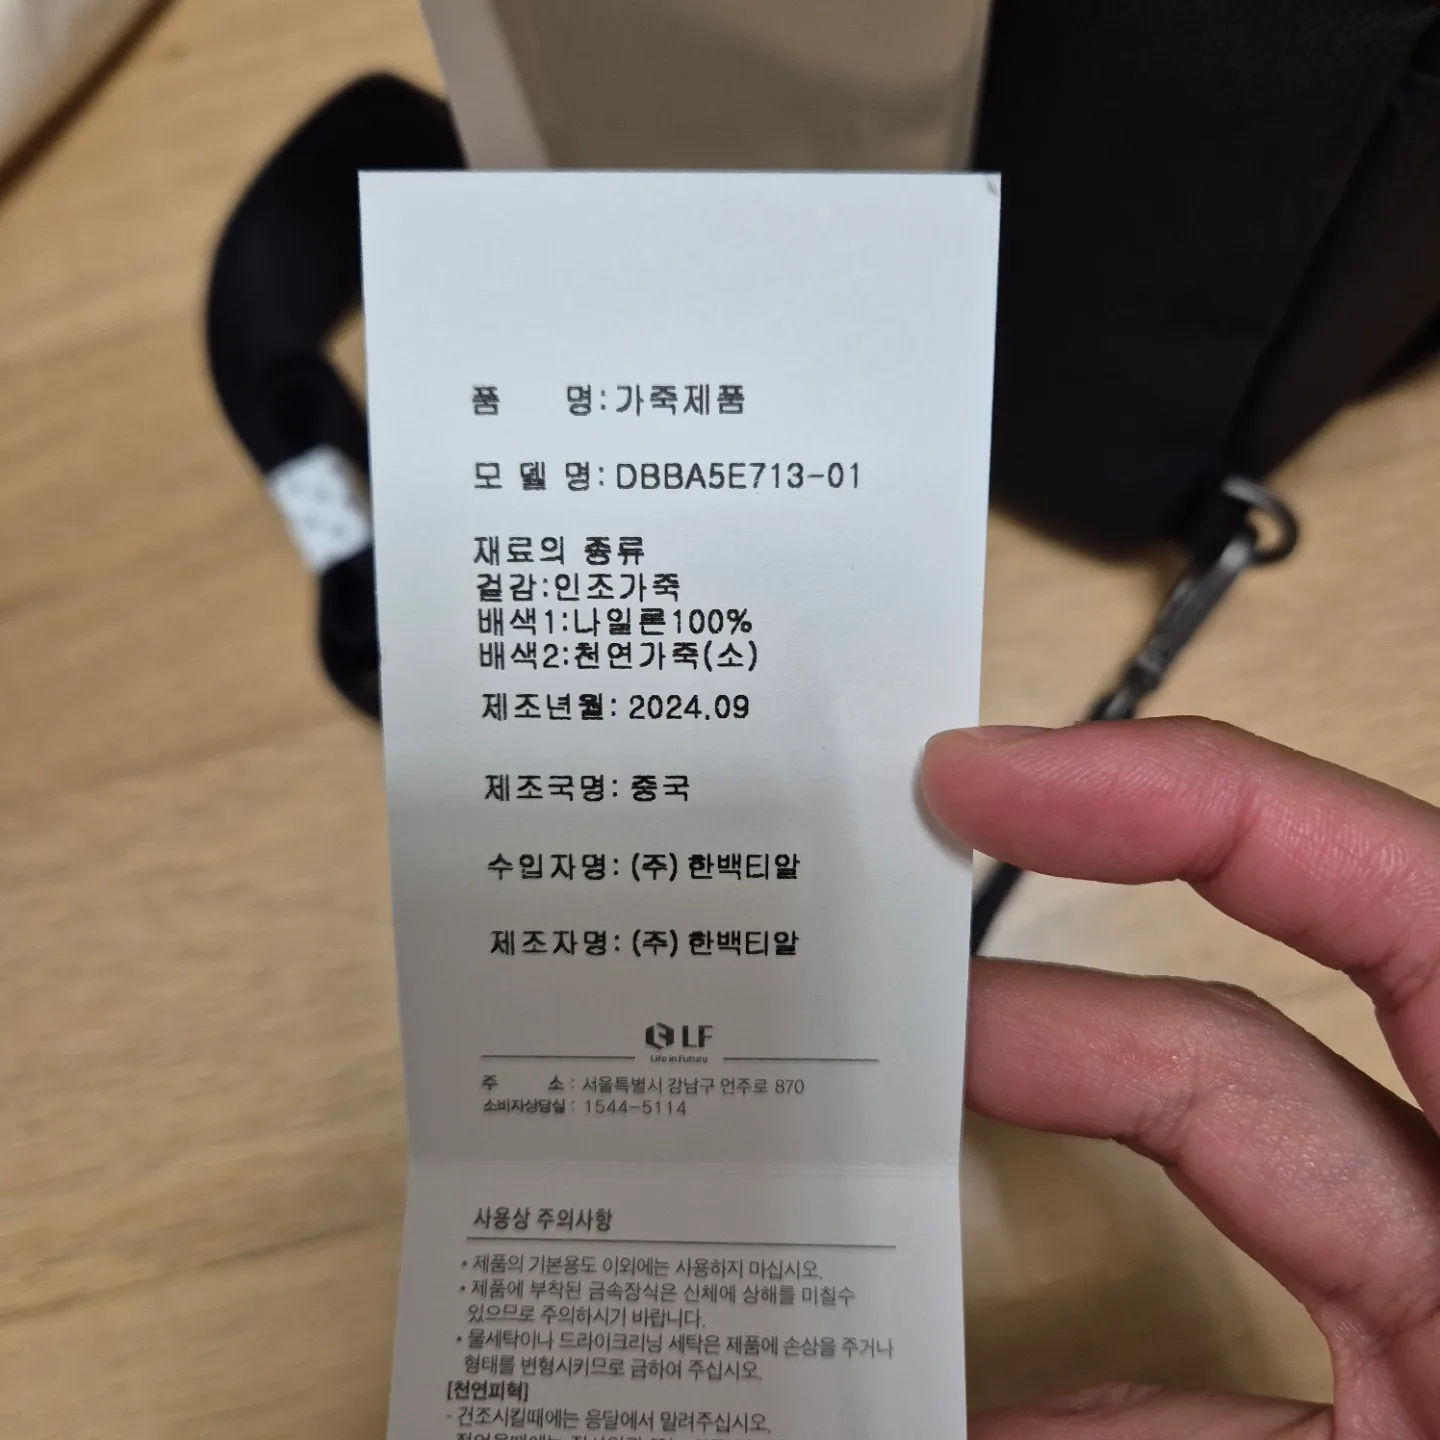 품 명:가죽제품
모 델 명: DBBA5E713-01
재료의 종류
겉감:인조가죽
배색1:나일론100%
배색2:천연가죽(소)
제조년월: 2024.09
제조국명: 중국
수입자명: (주) 한백티알
제조자명: (주) 한백티알
LF
Life in Future
주 소 : 서울특별시 강남구 언주로 870
소비자상담실 : 1544-5114
사용상 주의사항
• 제품의 기본용도 이외에는 사용하지 마십시오.
• 제품에 부착된 금속장식은 신체에 상해를 미칠수
있으므로 주의하시기 바랍니다.
• 물세탁이나 드라이크리닝 세탁은 제품에 손상을 주거나
형태를 변형시키므로 금하여 주십시오.
[천연피혁]
- 건조시킬때에는 응달에서 말려주십시오.